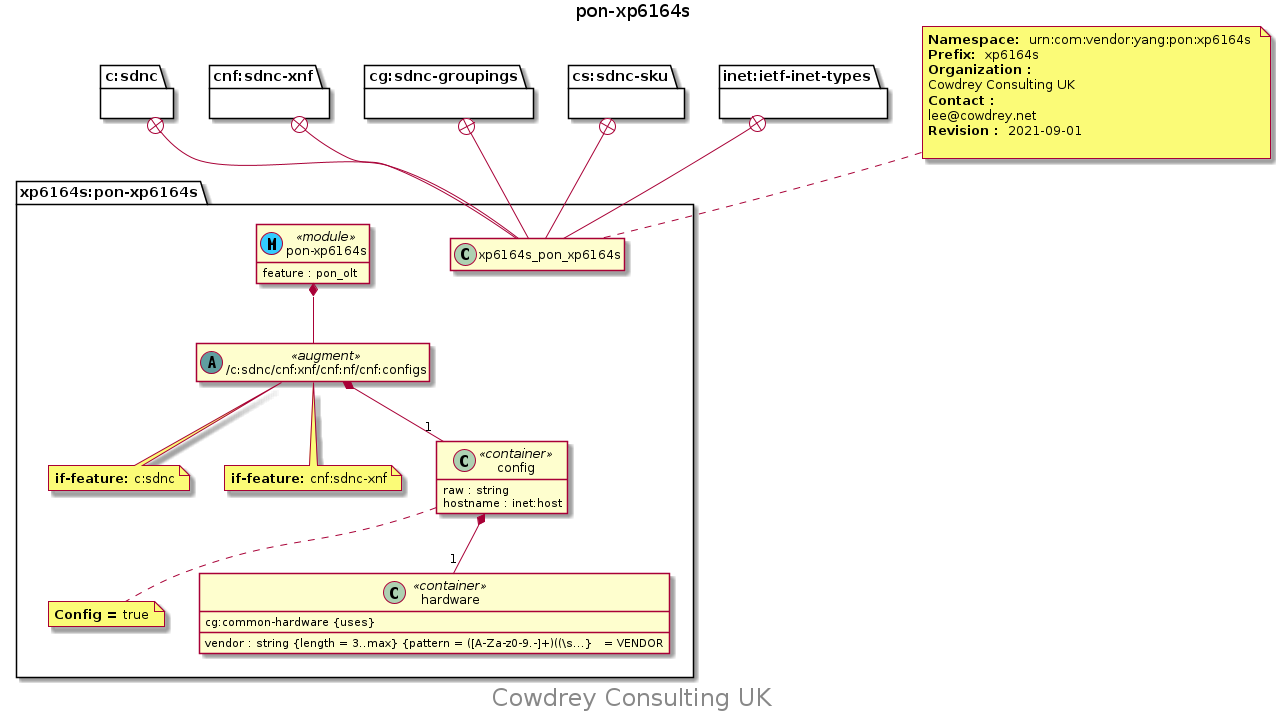 pon-xp6164s
Namespace: urn:com:vendor:yang:pon:xp6164s
Prefix: xp6164s
Organization :
Cowdrey Consulting UK
Contact :
lee@cowdrey.net
Revision : 2021-09-01
c:sdnc
cnf:sdnc-xnf
cg:sdnc-groupings
cs:sdnc-sku
inet:ietf-inet-types
xp6164s:pon-xp6164s
M
«module»
pon-xp6164s
feature : pon_olt
C
xp6164s_pon_xp6164s
A
«augment»
/c:sdnc/cnf:xnf/cnf:nf/cnf:configs
1
if-feature: c:sdnc
if-feature: cnf:sdnc-xnf
C
«container»
config
raw : string
hostname : inet:host
1
Config = true
C
«container»
hardware
cg:common-hardware {uses}
vendor : string {length = 3..max} {pattern = ([A-Za-z0-9.-]+)((\s...} = VENDOR
Cowdrey Consulting UK